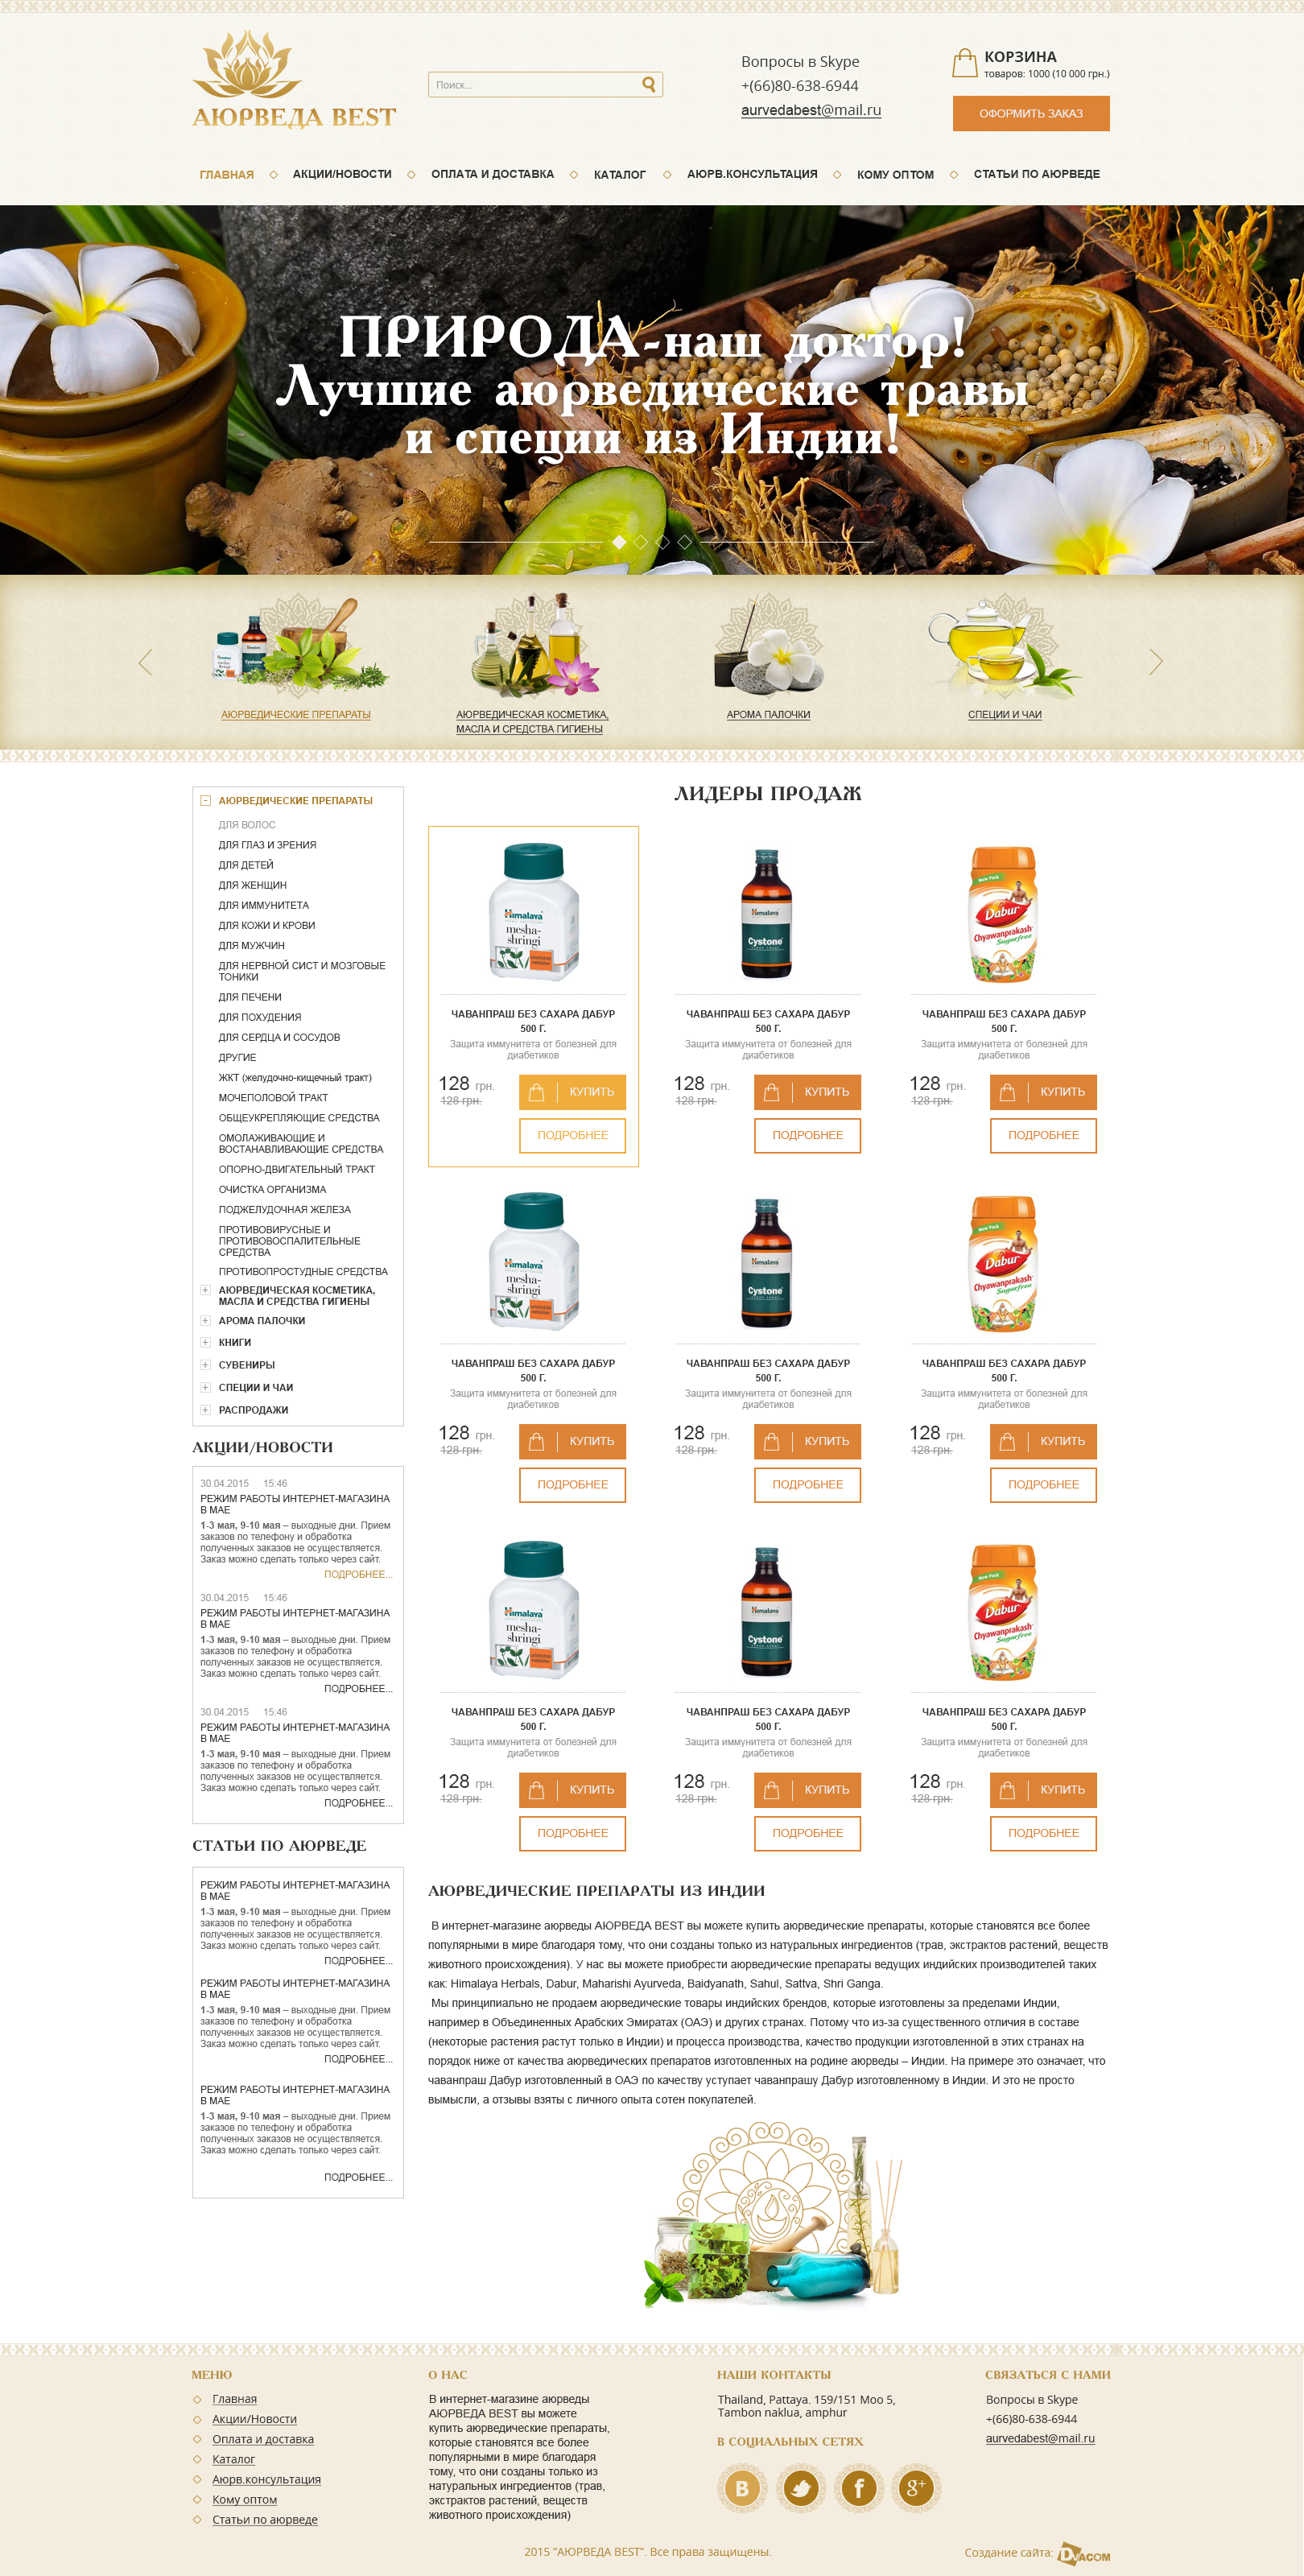 АЮРВЕДА BEST
Поиск...
Вопросы в Skype
+(66)80-638-6944
aurvedabest@mail.ru
КОРЗИНА
товаров: 1000 (10 000 грн.)
ОФОРМИТЬ ЗАКАЗ
ГЛАВНАЯ
АКЦИИ/НОВОСТИ
ОПЛАТА И ДОСТАВКА
КАТАЛОГ
АЮРВ.КОНСУЛЬТАЦИЯ
КОМУ ОПТОМ
СТАТЬИ ПО АЮРВЕДЕ
ПРИРОДА-наш доктор!
Лучшие аюрведические травы
и специи из Индии!
АЮРВЕДИЧЕСКИЕ ПРЕПАРАТЫ
АЮРВЕДИЧЕСКАЯ КОСМЕТИКА,
МАСЛА И СРЕДСТВА ГИГИЕНЫ
АРОМА ПАЛОЧКИ
СПЕЦИИ И ЧАИ
АЮРВЕДИЧЕСКИЕ ПРЕПАРАТЫ
ДЛЯ ВОЛОС
ДЛЯ ГЛАЗ И ЗРЕНИЯ
ДЛЯ ДЕТЕЙ
ДЛЯ ЖЕНЩИН
ДЛЯ ИММУНИТЕТА
ДЛЯ КОЖИ И КРОВИ
ДЛЯ МУЖЧИН
ДЛЯ НЕРВНОЙ СИСТ И МОЗГОВЫЕ
ТОНИКИ
ДЛЯ ПЕЧЕНИ
ДЛЯ ПОХУДЕНИЯ
ДЛЯ СЕРДЦА И СОСУДОВ
ДРУГИЕ
ЖКТ (желудочно-кищечный тракт)
МОЧЕПОЛОВОЙ ТРАКТ
ОБЩЕУКРЕПЛЯЮЩИЕ СРЕДСТВА
ОМОЛАЖИВАЮЩИЕ И
ВОСТАНАВЛИВАЮЩИЕ СРЕДСТВА
ОПОРНО-ДВИГАТЕЛЬНЫЙ ТРАКТ
ОЧИСТКА ОРГАНИЗМА
ПОДЖЕЛУДОЧНАЯ ЖЕЛЕЗА
ПРОТИВОВИРУСНЫЕ И
ПРОТИВОВОСПАЛИТЕЛЬНЫЕ
СРЕДСТВА
ПРОТИВОПРОСТУДНЫЕ СРЕДСТВА
АЮРВЕДИЧЕСКАЯ КОСМЕТИКА,
МАСЛА И СРЕДСТВА ГИГИЕНЫ
АРОМА ПАЛОЧКИ
КНИГИ
СУВЕНИРЫ
СПЕЦИИ И ЧАИ
РАСПРОДАЖИ
АКЦИИ/НОВОСТИ
30.04.2015 15:46
РЕЖИМ РАБОТЫ ИНТЕРНЕТ-МАГАЗИНА
В МАЕ
1-3 мая, 9-10 мая – выходные дни. Прием
заказов по телефону и обработка
полученных заказов не осуществляется.
Заказ можно сделать только через сайт.
ПОДРОБНЕЕ...
30.04.2015 15:46
РЕЖИМ РАБОТЫ ИНТЕРНЕТ-МАГАЗИНА
В МАЕ
1-3 мая, 9-10 мая – выходные дни. Прием
заказов по телефону и обработка
полученных заказов не осуществляется.
Заказ можно сделать только через сайт.
ПОДРОБНЕЕ...
30.04.2015 15:46
РЕЖИМ РАБОТЫ ИНТЕРНЕТ-МАГАЗИНА
В МАЕ
1-3 мая, 9-10 мая – выходные дни. Прием
заказов по телефону и обработка
полученных заказов не осуществляется.
Заказ можно сделать только через сайт.
ПОДРОБНЕЕ...
СТАТЬИ ПО АЮРВЕДЕ
РЕЖИМ РАБОТЫ ИНТЕРНЕТ-МАГАЗИНА
В МАЕ
1-3 мая, 9-10 мая – выходные дни. Прием
заказов по телефону и обработка
полученных заказов не осуществляется.
Заказ можно сделать только через сайт.
ПОДРОБНЕЕ...
РЕЖИМ РАБОТЫ ИНТЕРНЕТ-МАГАЗИНА
В МАЕ
1-3 мая, 9-10 мая – выходные дни. Прием
заказов по телефону и обработка
полученных заказов не осуществляется.
Заказ можно сделать только через сайт.
ПОДРОБНЕЕ...
РЕЖИМ РАБОТЫ ИНТЕРНЕТ-МАГАЗИНА
В МАЕ
1-3 мая, 9-10 мая – выходные дни. Прием
заказов по телефону и обработка
полученных заказов не осуществляется.
Заказ можно сделать только через сайт.
ПОДРОБНЕЕ...
ЛИДЕРЫ ПРОДАЖ
Himalaya
mesha-
shringi
ЧАВАНПРАШ БЕЗ САХАРА ДАБУР
500 Г.
Защита иммунитета от болезней для
диабетиков
128 грн.
128 грн.
КУПИТЬ
ПОДРОБНЕЕ
Himalaya
Cystone
ЧАВАНПРАШ БЕЗ САХАРА ДАБУР
500 Г.
Защита иммунитета от болезней для
диабетиков
128 грн.
128 грн.
КУПИТЬ
ПОДРОБНЕЕ
New Pack
Dabur
Chyawanprakash
Sugarfree
ЧАВАНПРАШ БЕЗ САХАРА ДАБУР
500 Г.
Защита иммунитета от болезней для
диабетиков
128 грн.
128 грн.
КУПИТЬ
ПОДРОБНЕЕ
Himalaya
mesha-
shringi
ЧАВАНПРАШ БЕЗ САХАРА ДАБУР
500 Г.
Защита иммунитета от болезней для
диабетиков
128 грн.
128 грн.
КУПИТЬ
ПОДРОБНЕЕ
Himalaya
Cystone
ЧАВАНПРАШ БЕЗ САХАРА ДАБУР
500 Г.
Защита иммунитета от болезней для
диабетиков
128 грн.
128 грн.
КУПИТЬ
ПОДРОБНЕЕ
New Pack
Dabur
Chyawanprakash
Sugarfree
ЧАВАНПРАШ БЕЗ САХАРА ДАБУР
500 Г.
Защита иммунитета от болезней для
диабетиков
128 грн.
128 грн.
КУПИТЬ
ПОДРОБНЕЕ
Himalaya
mesha-
shringi
ЧАВАНПРАШ БЕЗ САХАРА ДАБУР
500 Г.
Защита иммунитета от болезней для
диабетиков
128 грн.
128 грн.
КУПИТЬ
ПОДРОБНЕЕ
Himalaya
Cystone
ЧАВАНПРАШ БЕЗ САХАРА ДАБУР
500 Г.
Защита иммунитета от болезней для
диабетиков
128 грн.
128 грн.
КУПИТЬ
ПОДРОБНЕЕ
New Pack
Dabur
Chyawanprakash
Sugarfree
ЧАВАНПРАШ БЕЗ САХАРА ДАБУР
500 Г.
Защита иммунитета от болезней для
диабетиков
128 грн.
128 грн.
КУПИТЬ
ПОДРОБНЕЕ
АЮРВЕДИЧЕСКИЕ ПРЕПАРАТЫ ИЗ ИНДИИ
В интернет-магазине аюрведы АЮРВЕДА BEST вы можете купить аюрведические препараты, которые становятся все более
популярными в мире благодаря тому, что они созданы только из натуральных ингредиентов (трав, экстрактов растений, веществ
животного происхождения). У нас вы можете приобрести аюрведические препараты ведущих индийских производителей таких
как: Himalaya Herbals, Dabur, Maharishi Ayurveda, Baidyanath, Sahul, Sattva, Shri Ganga.
Мы принципиально не продаем аюрведические товары индийских брендов, которые изготовлены за пределами Индии,
например в Объединенных Арабских Эмиратах (ОАЭ) и других странах. Потому что из-за существенного отличия в составе
(некоторые растения растут только в Индии) и процесса производства, качество продукции изготовленной в этих странах на
порядок ниже от качества аюрведических препаратов изготовленных на родине аюрведы – Индии. На примере это означает, что
чаванпраш Дабур изготовленный в ОАЭ по качеству уступает чаванпрашу Дабур изготовленному в Индии. И это не просто
вымысли, а отзывы взяты с личного опыта сотен покупателей.
МЕНЮ
Главная
Акции/Новости
Оплата и доставка
Каталог
Аюрв.консультация
Кому оптом
Статьи по аюрведе
О НАС
В интернет-магазине аюрведы
АЮРВЕДА BEST вы можете
купить аюрведические препараты,
которые становятся все более
популярными в мире благодаря
тому, что они созданы только из
натуральных ингредиентов (трав,
экстрактов растений, веществ
животного происхождения)
НАШИ КОНТАКТЫ
Thailand, Pattaya. 159/151 Moo 5,
Tambon naklua, amphur
В СОЦИАЛЬНЫХ СЕТЯХ
В
f
g+
СВЯЗАТЬСЯ С НАМИ
Вопросы в Skype
+(66)80-638-6944
aurvedabest@mail.ru
2015 "АЮРВЕДА BEST". Все права защищены.
Создание сайта: DVACOM